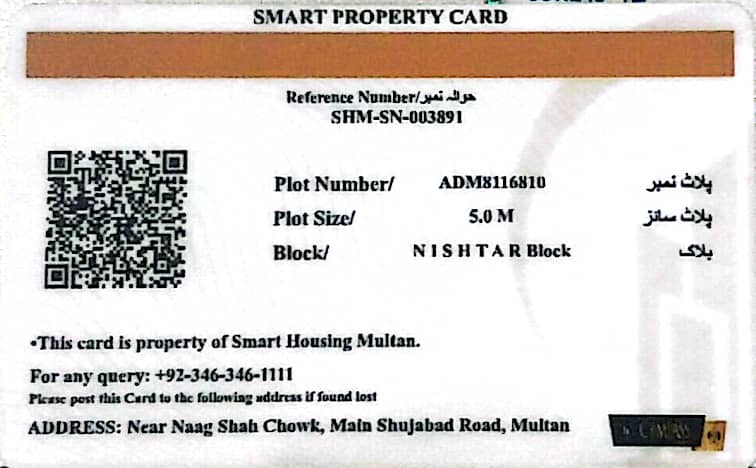 SMART PROPERTY CARD
Reference Number/حوالہ نمبر
SHM-SN-003891
Plot Number/ ADM8116810 پلاٹ نمبر
Plot Size/ 5.0 M پلاٹ سائز
Block/ N I S H T A R Block بلاک
•This card is property of Smart Housing Multan.
For any query: +92-346-346-1111
Please post this Card to the following address if found lost
ADDRESS: Near Naag Shah Chowk, Main Shujabad Road, Multan